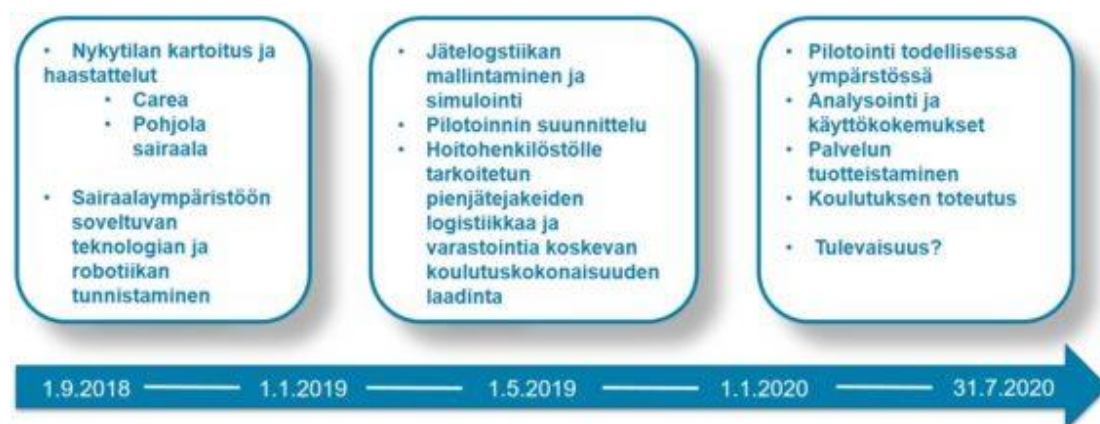 • Nykytilan kartoitus ja
haastattelut
• Carea
• Pohjola
sairaala
• Sairaalaympäristöön
soveltuvan
teknologian ja
robotiikan
tunnistaminen
• Jätelogstiikan
mallintaminen ja
simulointi
• Pilotoinnin suunnittelu
• Hoitohenkilöstölle
tarkoitetun
pienjätejakeiden
logistiikkaa ja
varastointia koskevan
koulutuskokonaisuuden
laadinta
• Pilotointi todellisessa
ympärstössä
• Analysointi ja
käyttökokemukset
• Palvelun
tuotteistaminen
• Koulutuksen toteutus
• Tulevaisuus?
1.9.2018 1.1.2019 1.5.2019 1.1.2020 31.7.2020